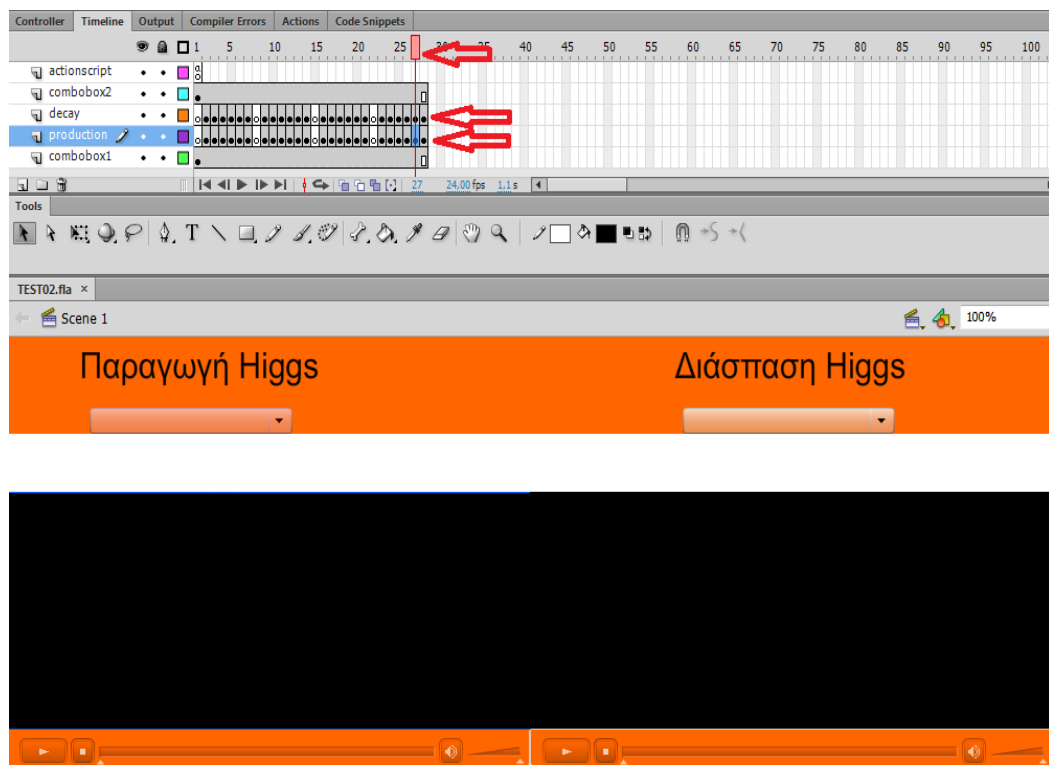 Controller Timeline Output Compiler Errors Actions Code Snippets
1 5 10 15 20 25 30 35 40 45 50 55 60 65 70 75 80 85 90 95 100
actionscript
a
combobox2
decay
production
combobox1
27 24,00 fps 1,1 s
Tools
T
TEST02.fla ×
Scene 1 100%
Παραγωγή Higgs Διάσπαση Higgs